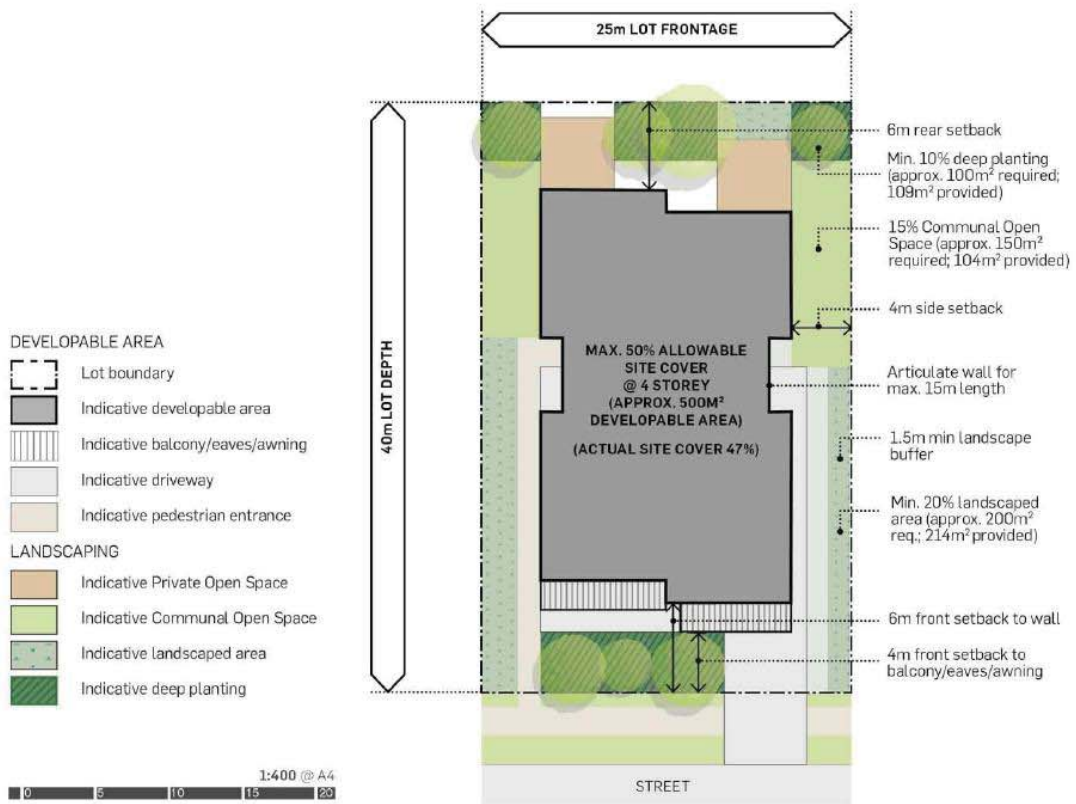 25m LOT FRONTAGE
40m LOT DEPTH
6m rear setback
Min. 10% deep planting
(approx. 100m² required;
109m² provided)
15% Communal Open
Space (approx. 150m²
required; 104m² provided)
4m side setback
MAX. 50% ALLOWABLE
SITE COVER
@ 4 STOREY
(APPROX. 500M²
DEVELOPABLE AREA)
(ACTUAL SITE COVER 47%)
Articulate wall for
max. 15m length
1.5m min landscape
buffer
Min. 20% landscaped
area (approx. 200m²
req.; 214m² provided)
6m front setback to wall
4m front setback to
balcony/eaves/awning
STREET
DEVELOPABLE AREA
Lot boundary
Indicative developable area
Indicative balcony/eaves/awning
Indicative driveway
Indicative pedestrian entrance
LANDSCAPING
Indicative Private Open Space
Indicative Communal Open Space
Indicative landscaped area
Indicative deep planting
1:400 @ A4
0 5 10 15 20